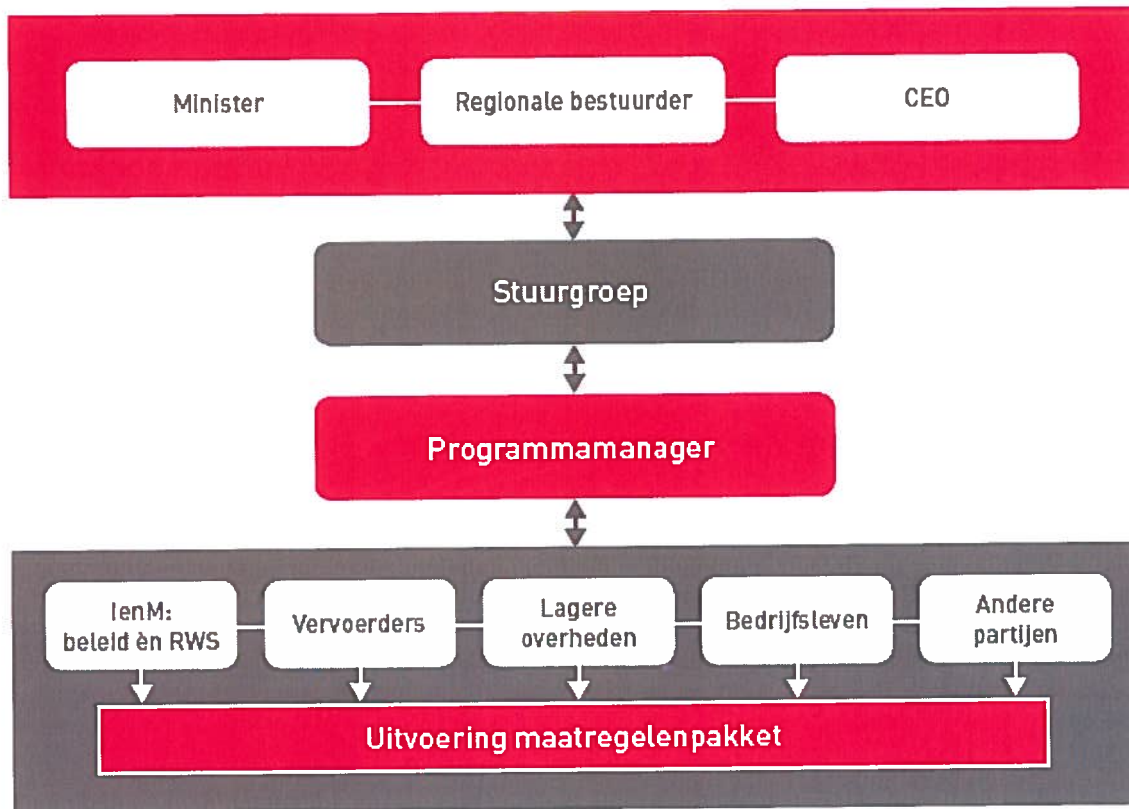 Minister
Regionale bestuurder
CEO
Stuurgroep
Programmamanager
IenM:
beleid èn RWS
Vervoerders
Lagere
overheden
Bedrijfsleven
Andere
partijen
Uitvoering maatregelenpakket